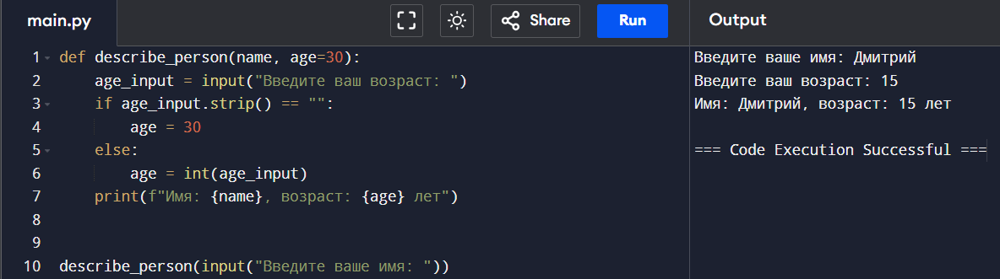 main.py Share Run Output
1 def describe_person(name, age=30):
2 age_input = input("Введите ваш возраст: ")
3 if age_input.strip() == "":
4 age = 30
5 else:
6 age = int(age_input)
7 print(f"Имя: {name}, возраст: {age} лет")
8
9
10 describe_person(input("Введите ваше имя: "))
Введите ваше имя: Дмитрий
Введите ваш возраст: 15
Имя: Дмитрий, возраст: 15 лет
=== Code Execution Successful ===